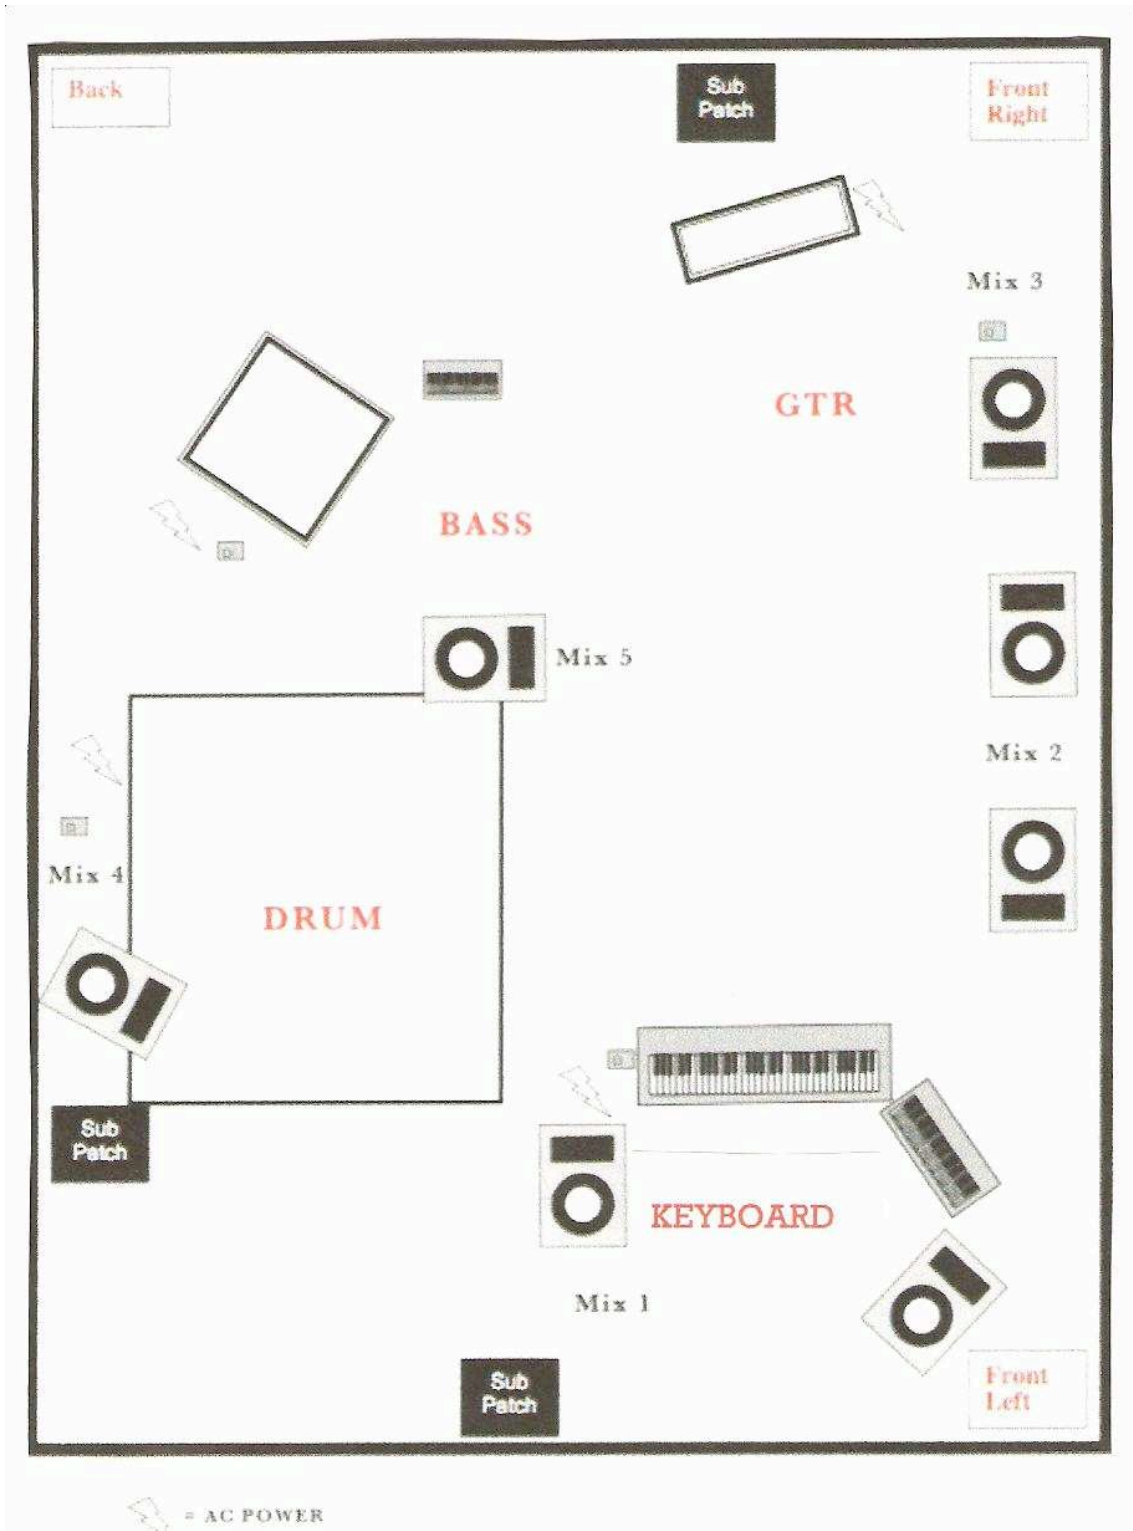 Back
Sub
Patch
Front
Right
Mix 3
GTR
BASS
Mix 5
Mix 2
Mix 4
DRUM
Sub
Patch
KEYBOARD
Mix 1
Sub
Patch
Front
Left
= AC POWER